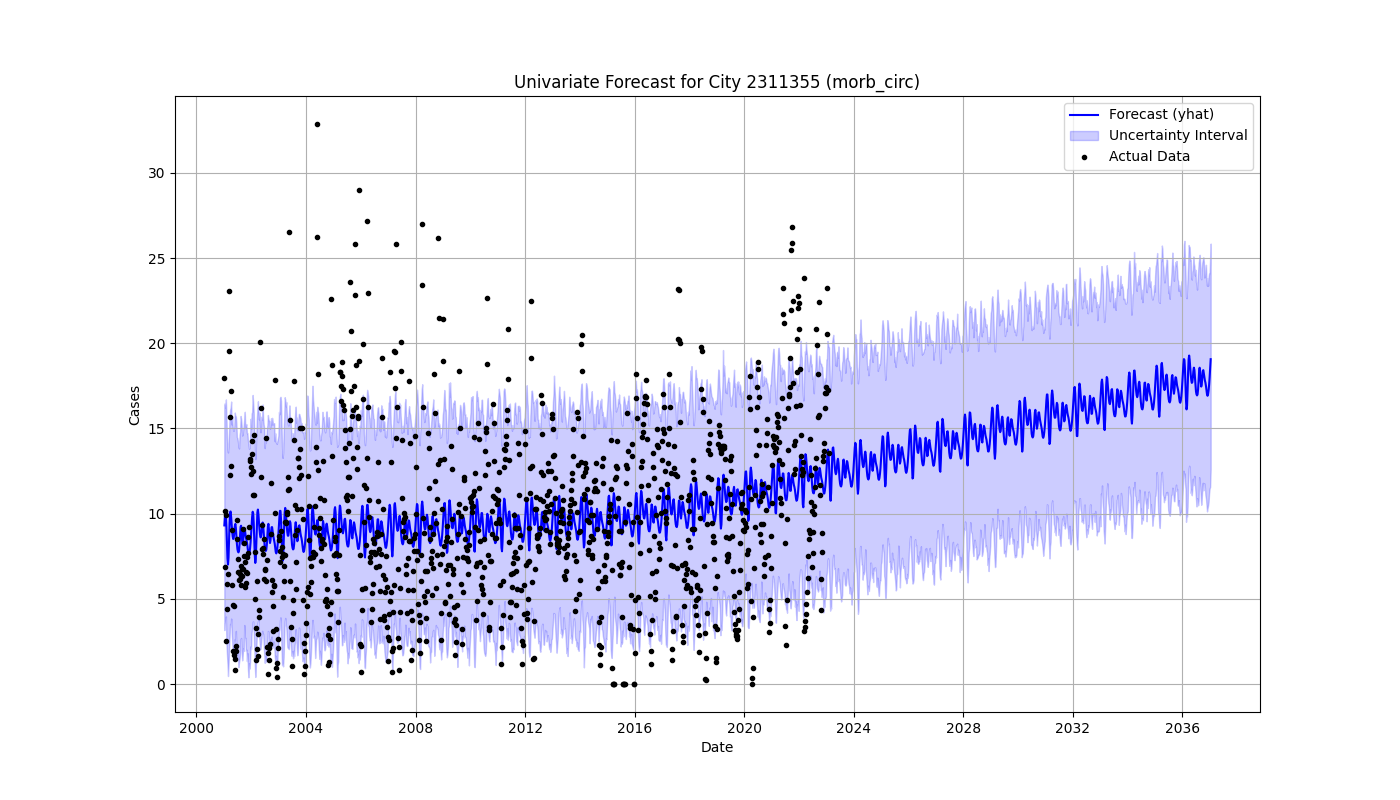 Univariate Forecast for City 2311355 (morb_circ)
Forecast (yhat)
Uncertainty Interval
Actual Data
Cases
30
25
20
15
10
5
0
2000 2004 2008 2012 2016 2020 2024 2028 2032 2036
Date